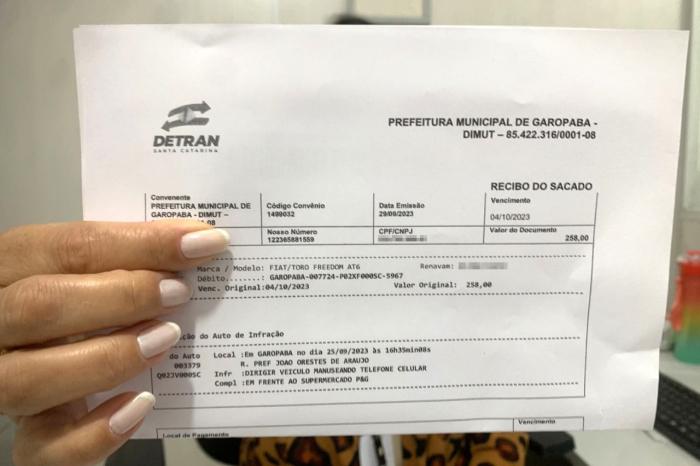 DETRAN
SANTA CATARINA
PREFEITURA MUNICIPAL DE GAROPABA -
DIMUT – 85.422.316/0001-08
RECIBO DO SACADO
Convenente
PREFEITURA MUNICIPAL DE
GAROPABA - DIMUT –
-08
Código Convênio
1499032
Data Emissão
29/09/2023
Vencimento
04/10/2023
Nosso Número
122365881559
CPF/CNPJ
Valor do Documento
258,00
Marca / Modelo: FIAT/TORO FREEDOM AT6
Renavam:
Débito.......: GAROPABA-007724-P02XF000SC-5967
Venc. Original:04/10/2023
Valor Original: 258,00
do Auto de Infração
do Auto
003379
Q023V000SC
Local :Em GAROPABA no dia 25/09/2023 às 16h35min08s
R. PREF JOAO ORESTES DE ARAUJO
Infr :DIRIGIR VEICULO MANUSEANDO TELEFONE CELULAR
Compl :EM FRENTE AO SUPERMERCADO P&G
Local de Pagamento
Vencimento